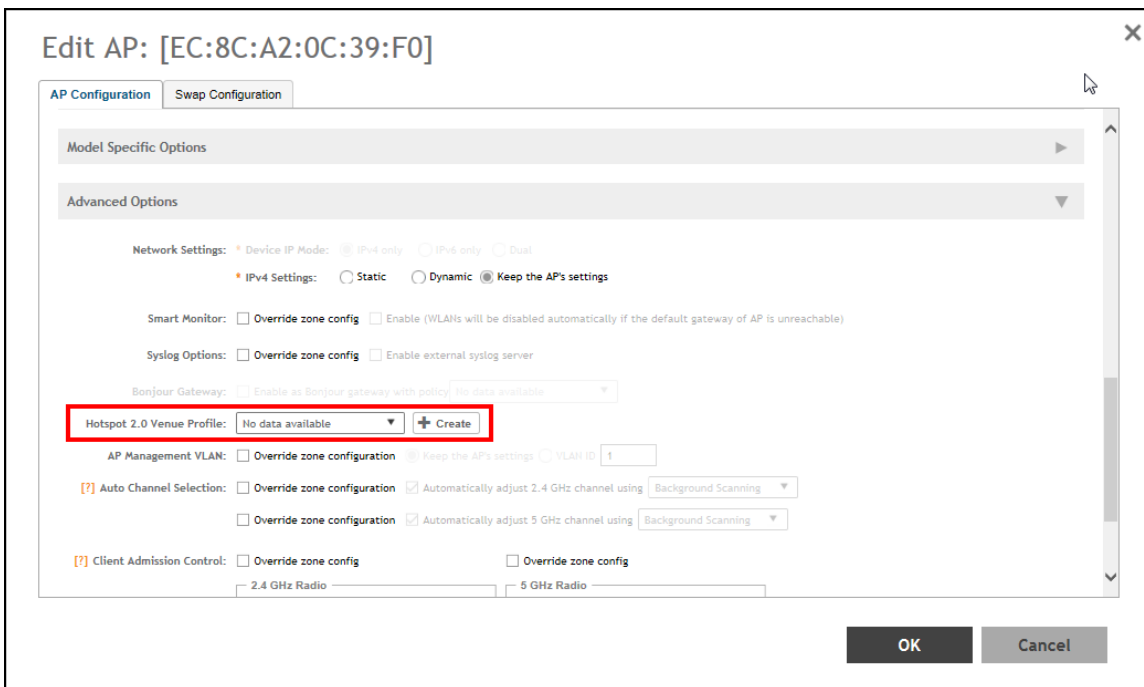 Edit AP: [EC:8C:A2:0C:39:F0]
AP Configuration Swap Configuration
Model Specific Options
Advanced Options
Network Settings: * Device IP Mode: IPv4 only IPv6 only Dual
* IPv4 Settings: Static Dynamic Keep the AP's settings
Smart Monitor: Override zone config Enable (WLANs will be disabled automatically if the default gateway of AP is unreachable)
Syslog Options: Override zone config Enable external syslog server
Bonjour Gateway: Enable as Bonjour gateway with policy No data available
Hotspot 2.0 Venue Profile: No data available + Create
AP Management VLAN: Override zone configuration Keep the AP's settings VLAN ID 1
[?] Auto Channel Selection: Override zone configuration Automatically adjust 2.4 GHz channel using Background Scanning
Override zone configuration Automatically adjust 5 GHz channel using Background Scanning
[?] Client Admission Control: Override zone config Override zone config
2.4 GHz Radio 5 GHz Radio
OK Cancel